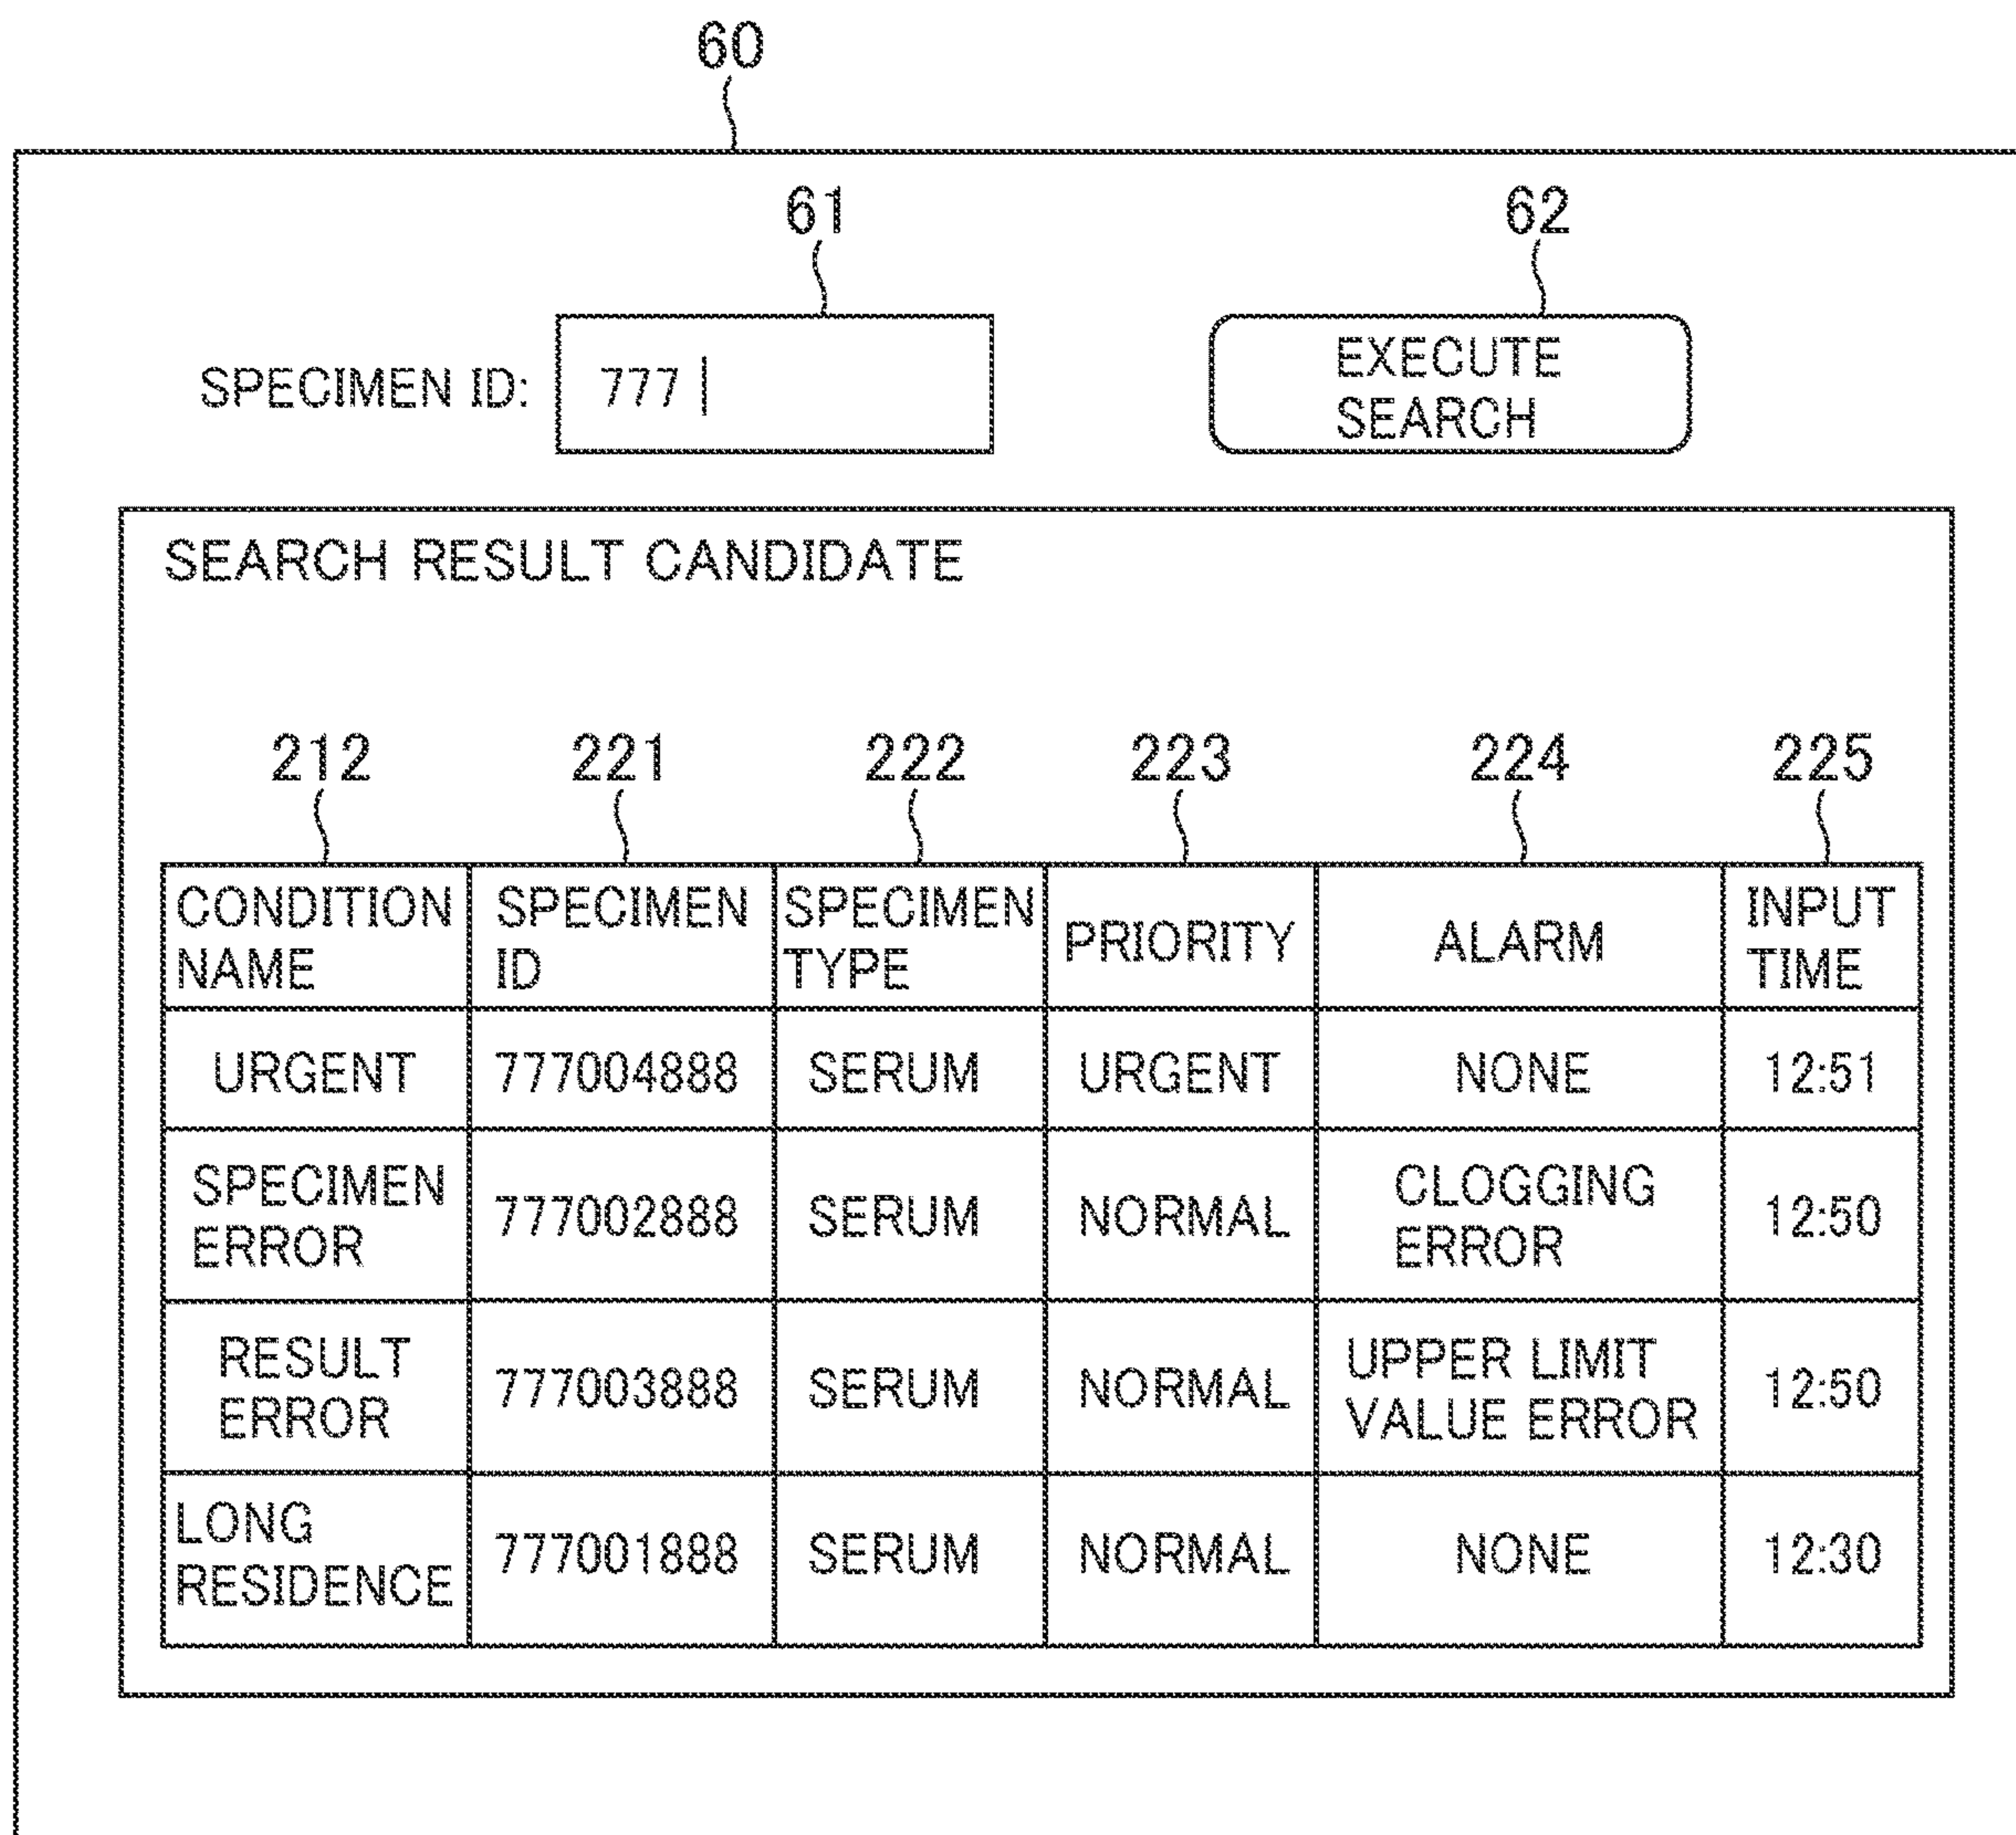 60
61
62
SPECIMEN ID:
777
EXECUTE
SEARCH
SEARCH RESULT CANDIDATE
212 221 222 223 224 225
CONDITION NAME SPECIMEN ID SPECIMEN TYPE PRIORITY ALARM INPUT TIME
URGENT 777004888 SERUM URGENT NONE 12:51
SPECIMEN ERROR 777002888 SERUM NORMAL CLOGGING ERROR 12:50
RESULT ERROR 777003888 SERUM NORMAL UPPER LIMIT VALUE ERROR 12:50
LONG RESIDENCE 777001888 SERUM NORMAL NONE 12:30